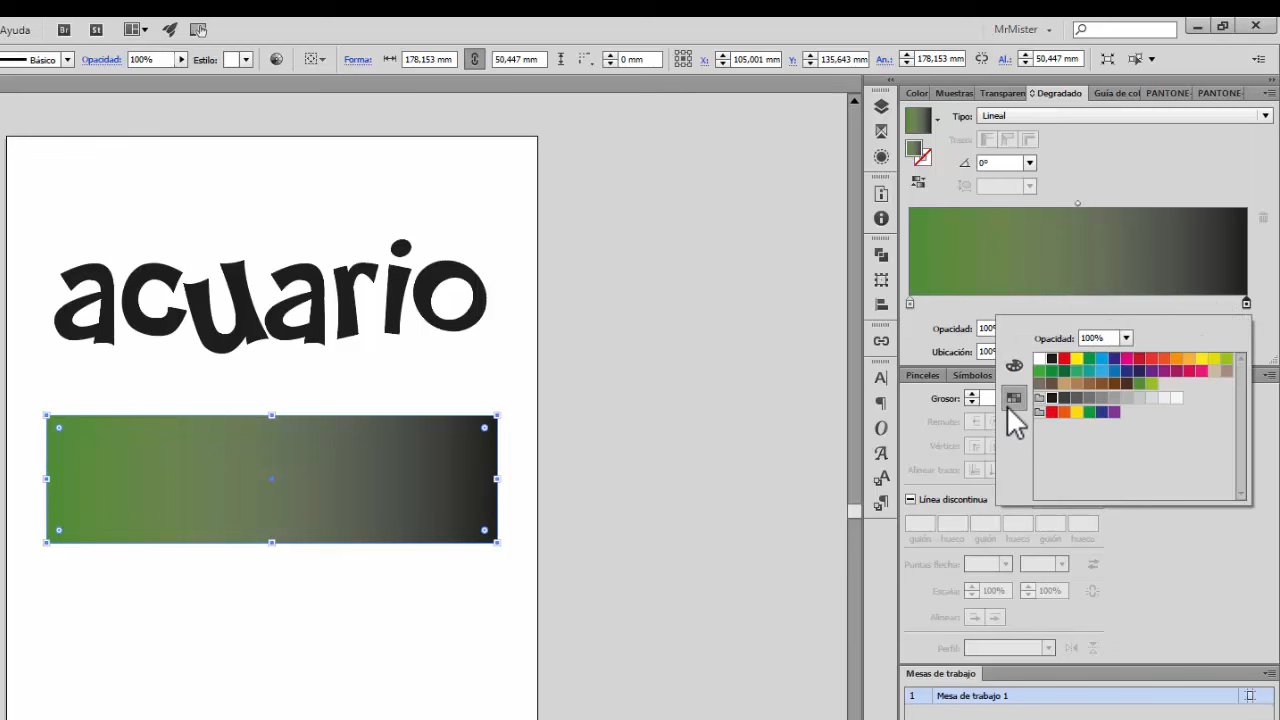 Ayuda Br St MrMister
Básico Opacidad: 100% Estilo: Forma: 178,153 mm 50,447 mm 0 mm X: 105,001 mm Y: 135,643 mm An.: 178,153 mm Al.: 50,447 mm
Color Muestras Transparen Degradado Guía de col PANTONE PANTONE
Tipo: Lineal
Trazo:
0°
acuario
Opacidad: 100%
Ubicación: 100%
Opacidad: 100%
Pinceles Símbolos
Grosor:
Remate:
Vértice:
Alinear trazo:
Línea discontinua
guión hueco guión hueco guión hueco
Puntas flecha:
Escala: 100% 100%
Alinear:
Perfil:
Mesas de trabajo
1 Mesa de trabajo 1